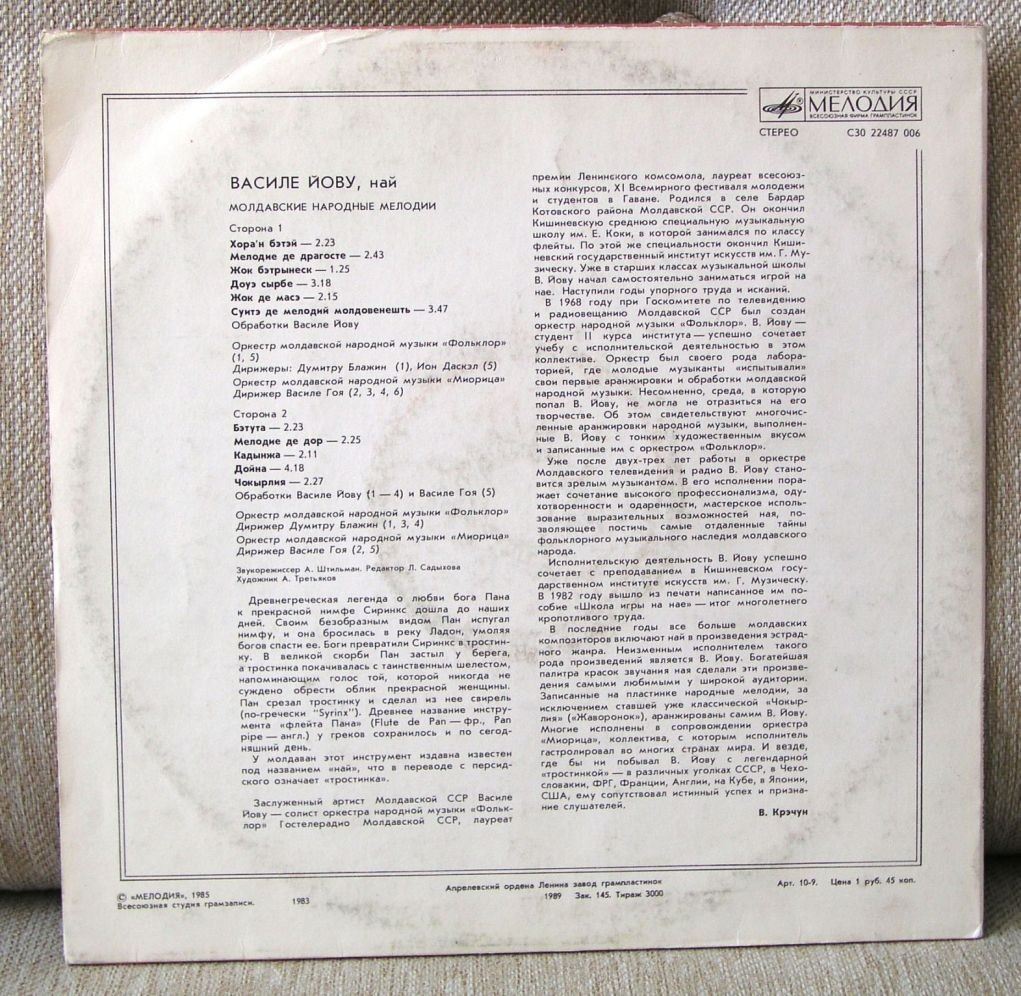 МИНИСТЕРСТВО КУЛЬТУРЫ СССР
МЕЛОДИЯ
ВСЕСОЮЗНАЯ ФИРМА ГРАМПЛАСТИНОК
СТЕРЕО С30 22487 006
ВАСИЛЕ ЙОВУ, най
МОЛДАВСКИЕ НАРОДНЫЕ МЕЛОДИИ
Сторона 1
Хора'н бэтэй — 2.23
Мелодие де драгосте — 2.43
Жок бэтрынеск — 1.25
Доуэ сырбе — 3.18
Жок де масэ — 2.15
Суитэ де мелодий молдовенешть — 3.47
Обработки Василе Йову
Оркестр молдавской народной музыки «Фольклор»
(1, 5)
Дирижеры: Думитру Блажин (1), Ион Даскэл (5)
Оркестр молдавской народной музыки «Миорица»
Дирижер Василе Гоя (2, 3, 4, 6)
Сторона 2
Бэтута — 2.23
Мелодие де дор — 2.25
Кадынжа — 2.11
Дойна — 4.18
Чокырлия — 2.27
Обработки Василе Йову (1 — 4) и Василе Гоя (5)
Оркестр молдавской народной музыки «Фольклор»
Дирижер Думитру Блажин (1, 3, 4)
Оркестр молдавской народной музыки «Миорица»
Дирижер Василе Гоя (2, 5)
Звукорежиссер А. Штильман. Редактор Л. Садыхова
Художник А. Третьяков
Древнегреческая легенда о любви бога Пана
к прекрасной нимфе Сиринкс дошла до наших
дней. Своим безобразным видом Пан испугал
нимфу, и она бросилась в реку Ладон, умоляя
богов спасти ее. Боги превратили Сиринкс в тростин-
ку. В великой скорби Пан застыл у берега,
а тростинка покачивалась с таинственным шелестом,
напоминающим голос той, которой никогда не
суждено обрести облик прекрасной женщины.
Пан срезал тростинку и сделал из нее свирель
(по-гречески "Syrinx"). Древнее название инстру-
мента «флейта Пана» (Flute de Pan — фр., Pan
pipe — англ.) у греков сохранилось и по сегод-
няшний день.
У молдаван этот инструмент издавна известен
под названием «най», что в переводе с персид-
ского означает «тростинка».
Заслуженный артист Молдавской ССР Василе
Йову — солист оркестра народной музыки «Фольк-
лор» Гостелерадио Молдавской ССР, лауреат
премии Ленинского комсомола, лауреат всесоюз-
ных конкурсов, XI Всемирного фестиваля молодежи
и студентов в Гаване. Родился в селе Бардар
Котовского района Молдавской ССР. Он окончил
Кишиневскую среднюю специальную музыкальную
школу им. Е. Коки, в которой занимался по классу
флейты. По этой же специальности окончил Киши-
невский государственный институт искусств им. Г. Му-
зическу. Уже в старших классах музыкальной школы
В. Йову начал самостоятельно заниматься игрой на
нае. Наступили годы упорного труда и исканий.
В 1968 году при Госкомитете по телевидению
и радиовещанию Молдавской ССР был создан
оркестр народной музыки «Фольклор». В. Йову —
студент II курса института — успешно сочетает
учебу с исполнительской деятельностью в этом
коллективе. Оркестр был своего рода лабора-
торией, где молодые музыканты «испытывали»
свои первые аранжировки и обработки молдавской
народной музыки. Несомненно, среда, в которую
попал В. Йову, не могла не отразиться на его
творчестве. Об этом свидетельствуют многочис-
ленные аранжировки народной музыки, выполнен-
ные В. Йову с тонким художественным вкусом
и записанные им с оркестром «Фольклор».
Уже после двух-трех лет работы в оркестре
Молдавского телевидения и радио В. Йову стано-
вится зрелым музыкантом. В его исполнении пора-
жает сочетание высокого профессионализма, оду-
хотворенности и одаренности, мастерское исполь-
зование выразительных возможностей ная, по-
зволяющее постичь самые отдаленные тайны
фольклорного музыкального наследия молдавского
народа.
Исполнительскую деятельность В. Йову успешно
сочетает с преподаванием в Кишиневском госу-
дарственном институте искусств им. Г. Музическу.
В 1982 году вышло из печати написанное им по-
собие «Школа игры на нае» — итог многолетнего
кропотливого труда.
В последние годы все больше молдавских
композиторов включают най в произведения эстрад-
ного жанра. Неизменным исполнителем такого
рода произведений является В. Йову. Богатейшая
палитра красок звучания ная сделали эти произве-
дения самыми любимыми у широкой аудитории.
Записанные на пластинке народные мелодии, за
исключением ставшей уже классической «Чокыр-
лия» («Жаворонок»), аранжированы самим В. Йову.
Многие исполнены в сопровождении оркестра
«Миорица», коллектива, с которым исполнитель
гастролировал во многих странах мира. И везде,
где бы ни побывал В. Йову с легендарной
«тростинкой» — в различных уголках СССР, в Чехо-
словакии, ФРГ, Франции, Англии, на Кубе, в Японии,
США, ему сопутствовал истинный успех и призна-
ние слушателей.
В. Крэчун
© «МЕЛОДИЯ», 1985
Всесоюзная студия грамзаписи. 1983
Апрелевский ордена Ленина завод грампластинок
1989 Зак. 145. Тираж 3000
Арт. 10-9. Цена 1 руб. 45 коп.